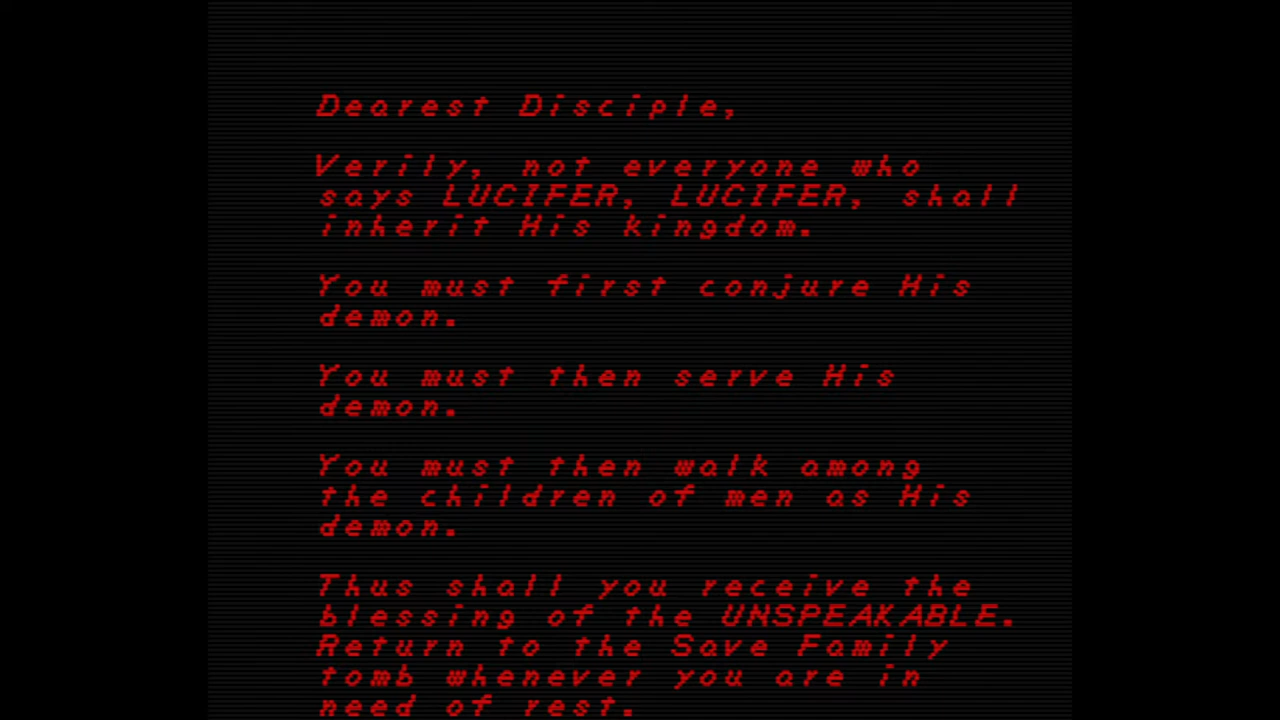 Dearest Disciple,
Verily, not everyone who
says LUCIFER, LUCIFER, shall
inherit His kingdom.
You must first conjure His
demon.
You must then serve His
demon.
You must then walk among
the children of men as His
demon.
Thus shall you receive the
blessing of the UNSPEAKABLE.
Return to the Save Family
tomb whenever you are in
need of rest.